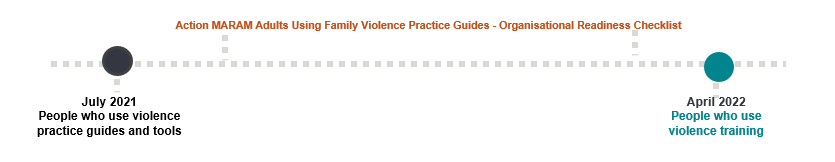 Action MARAM Adults Using Family Violence Practice Guides - Organisational Readiness Checklist
July 2021
People who use violence
practice guides and tools
April 2022
People who use
violence training